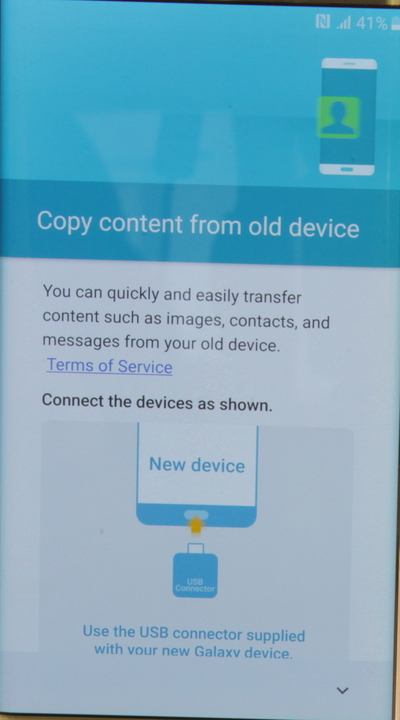 N 41%
Copy content from old device
You can quickly and easily transfer
content such as images, contacts, and
messages from your old device.
Terms of Service
Connect the devices as shown.
New device
USB
Connector
Use the USB connector supplied
with your new Galaxy device.